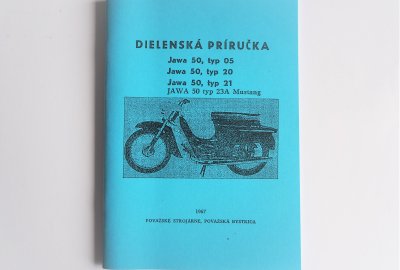 DIELENSKÁ PRÍRUČKA
Jawa 50, typ 05
Jawa 50, typ 20
Jawa 50, typ 21
JAWA 50 typ 23A Mustang
1967
POVAŽSKÉ STROJÁRNE, POVAŽSKÁ BYSTRICA